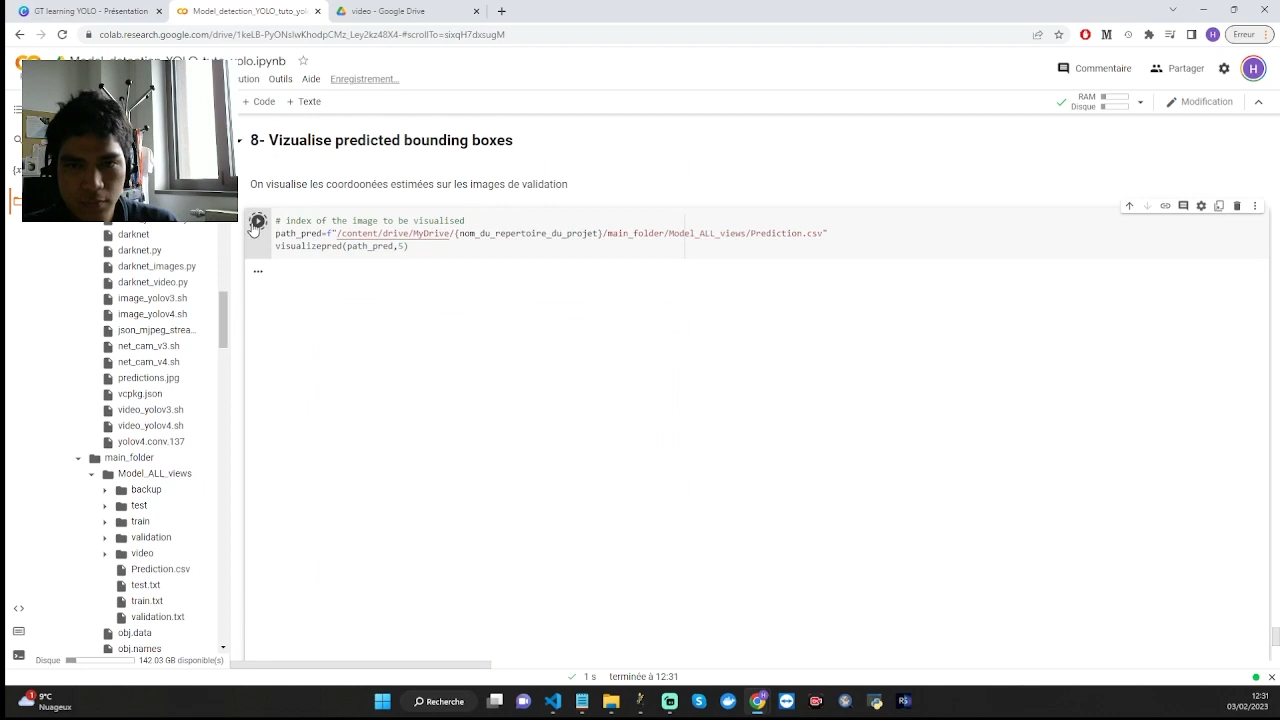 GT learning YOLO - Présentation
Model_detection_YOLO_tuto_yol
video - Google Drive
colab.research.google.com/drive/1keLB-PyONsIwKhodpCMz_Ley2kz48X4-#scrollTo=sixqH7dxsugM
Erreur
olo.ipynb
ution Outils Aide Enregistrement...
Commentaire
Partager
H
+ Code + Texte
RAM
Disque
Modification
8- Vizualise predicted bounding boxes
On visualise les coordoonées estimées sur les images de validation
# index of the image to be visualised
path_pred=f"/content/drive/MyDrive/{nom_du_repertoire_du_projet}/main_folder/Model_ALL_views/Prediction.csv"
visualizepred(path_pred,5)
...
darknet
darknet.py
darknet_images.py
darknet_video.py
image_yolov3.sh
image_yolov4.sh
json_mjpeg_strea...
net_cam_v3.sh
net_cam_v4.sh
predictions.jpg
vcpkg.json
video_yolov3.sh
video_yolov4.sh
yolov4.conv.137
main_folder
Model_ALL_views
backup
test
train
validation
video
Prediction.csv
test.txt
train.txt
validation.txt
obj.data
obj.names
Disque 142.03 GB disponible(s)
1 s terminée à 12:31
1
9°C
Nuageux
Recherche
12:31
03/02/2023